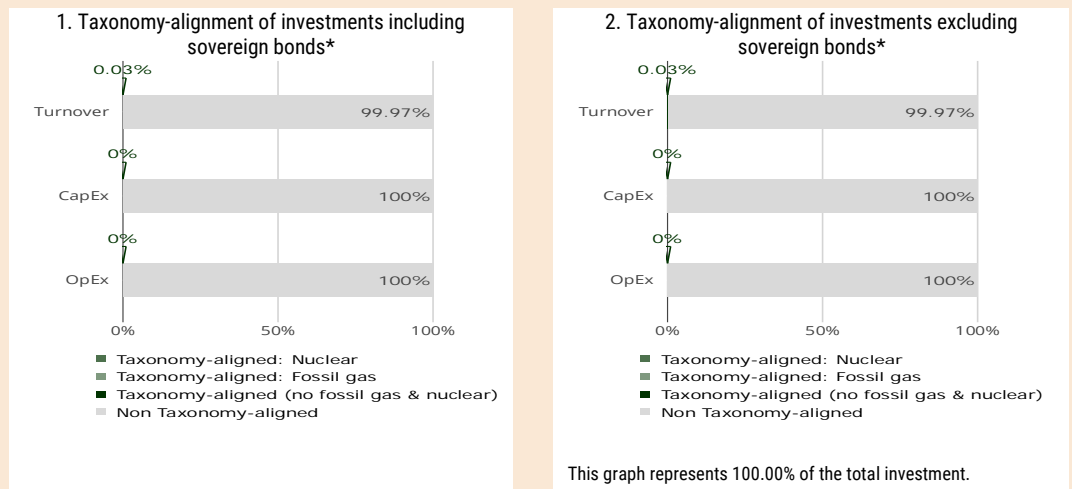 1. Taxonomy-alignment of investments including
sovereign bonds*
0.03%
Turnover 99.97%
0%
CapEx 100%
0%
OpEx 100%
0% 50% 100%
Taxonomy-aligned: Nuclear
Taxonomy-aligned: Fossil gas
Taxonomy-aligned (no fossil gas & nuclear)
Non Taxonomy-aligned
2. Taxonomy-alignment of investments excluding
sovereign bonds*
0.03%
Turnover 99.97%
0%
CapEx 100%
0%
OpEx 100%
0% 50% 100%
Taxonomy-aligned: Nuclear
Taxonomy-aligned: Fossil gas
Taxonomy-aligned (no fossil gas & nuclear)
Non Taxonomy-aligned
This graph represents 100.00% of the total investment.